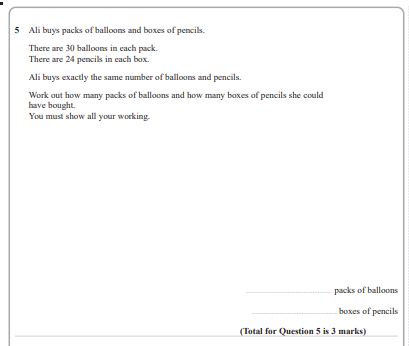 5 Ali buys packs of balloons and boxes of pencils.
There are 30 balloons in each pack.
There are 24 pencils in each box.
Ali buys exactly the same number of balloons and pencils.
Work out how many packs of balloons and how many boxes of pencils she could
have bought.
You must show all your working.
packs of balloons
boxes of pencils
(Total for Question 5 is 3 marks)